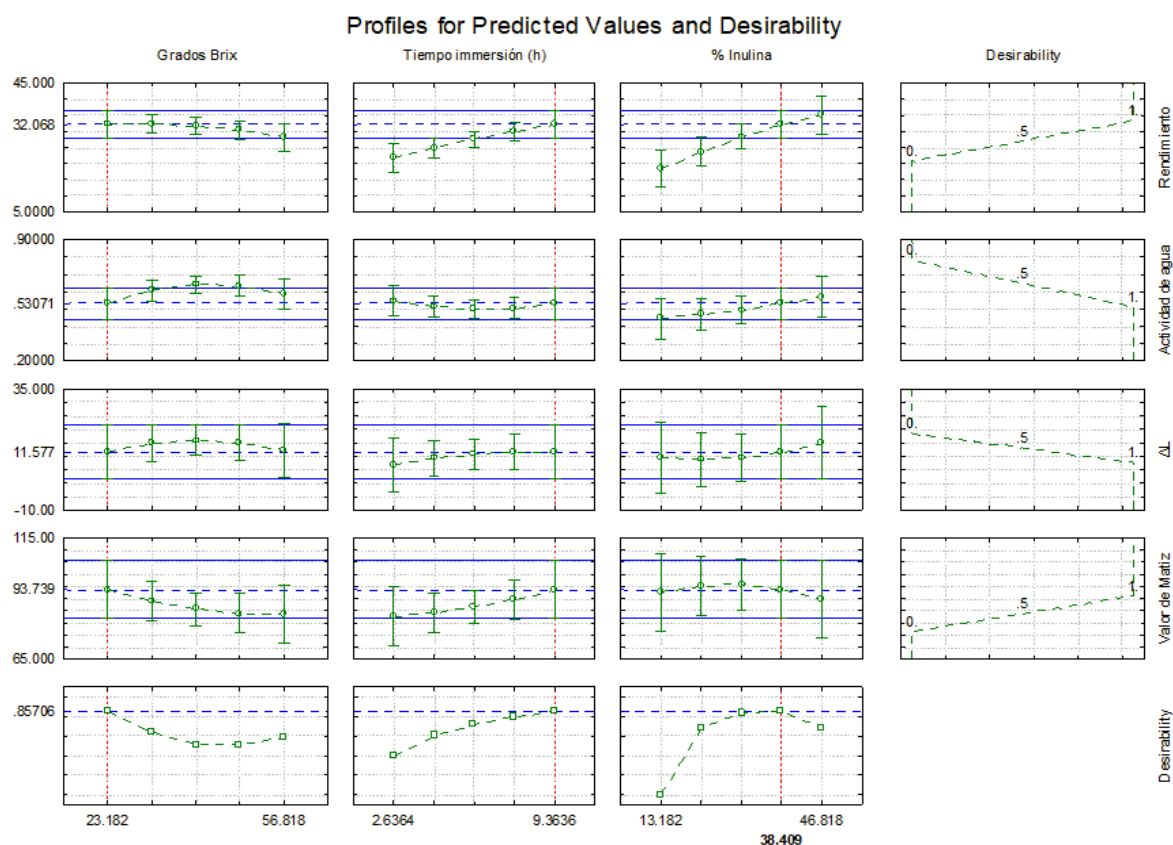 Profiles for Predicted Values and Desirability
Grados Brix Tiempo immersión (h) % Inulina Desirability
45.000
32.068
5.0000
0. .5 1.
Rendimiento
.90000
.53071
.20000
0. .5 1.
Actividad de agua
35.000
11.577
-10.00
0. .5 1.
ΔL
115.00
93.739
65.000
0. .5 1.
Valor de Matiz
.85706
Desirability
23.182 56.818 2.6364 9.3636 13.182 46.818
38.409